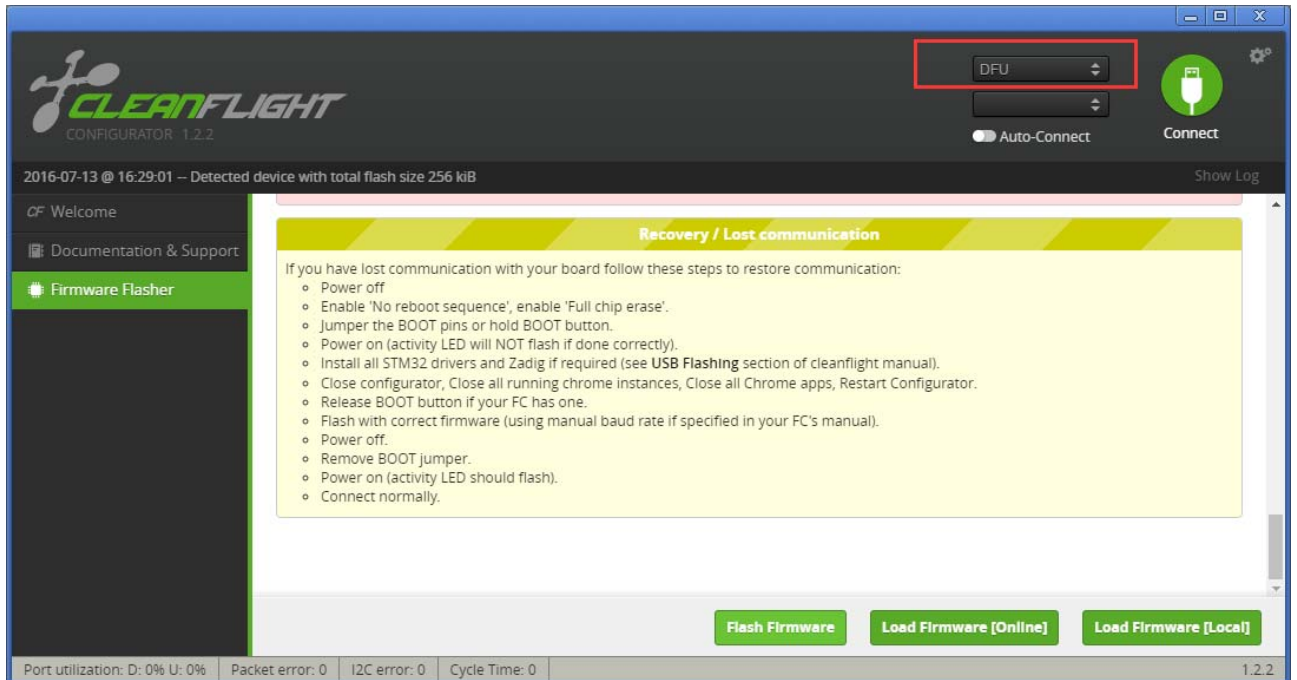 X
CLEANFLIGHT
CONFIGURATOR 1.2.2
DFU
Auto-Connect
Connect
2016-07-13 @ 16:29:01 -- Detected device with total flash size 256 kiB
Show Log
CF Welcome
Documentation & Support
Firmware Flasher
Recovery / Lost communication
If you have lost communication with your board follow these steps to restore communication:
Power off
Enable 'No reboot sequence', enable 'Full chip erase'.
Jumper the BOOT pins or hold BOOT button.
Power on (activity LED will NOT flash if done correctly).
Install all STM32 drivers and Zadig if required (see USB Flashing section of cleanflight manual).
Close configurator, Close all running chrome instances, Close all Chrome apps, Restart Configurator.
Release BOOT button if your FC has one.
Flash with correct firmware (using manual baud rate if specified in your FC's manual).
Power off.
Remove BOOT jumper.
Power on (activity LED should flash).
Connect normally.
Flash Firmware
Load Firmware [Online]
Load Firmware [Local]
Port utilization: D: 0% U: 0%
Packet error: 0
I2C error: 0
Cycle Time: 0
1.2.2